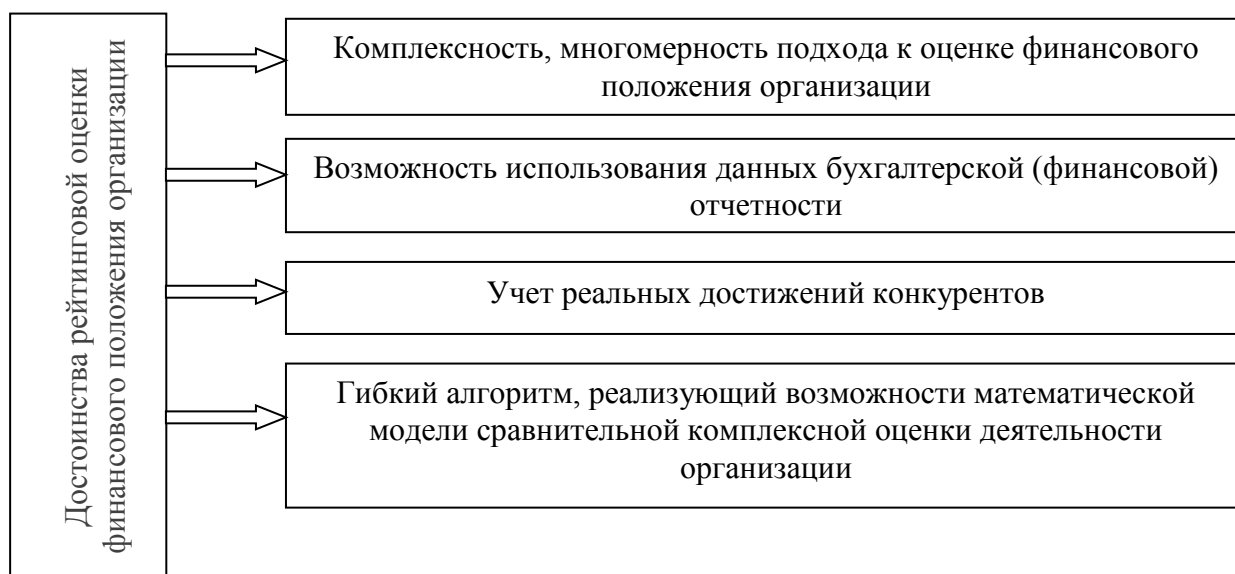 Достоинства рейтинговой оценки
финансового положения организации
Комплексность, многомерность подхода к оценке финансового
положения организации
Возможность использования данных бухгалтерской (финансовой)
отчетности
Учет реальных достижений конкурентов
Гибкий алгоритм, реализующий возможности математической
модели сравнительной комплексной оценки деятельности
организации